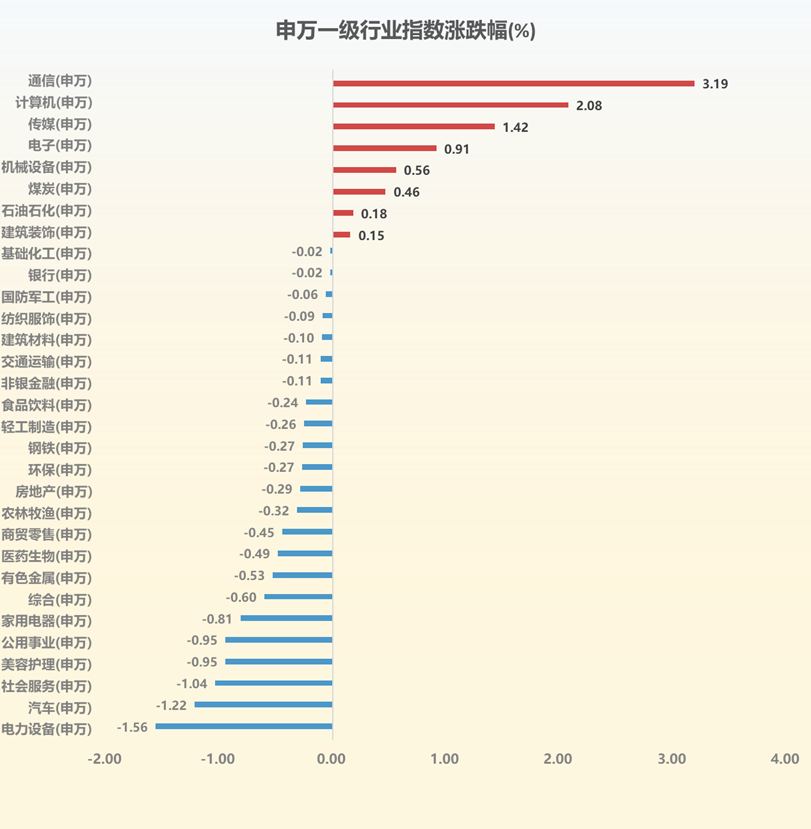 申万一级行业指数涨跌幅(%)
通信(申万) 3.19
计算机(申万) 2.08
传媒(申万) 1.42
电子(申万) 0.91
机械设备(申万) 0.56
煤炭(申万) 0.46
石油石化(申万) 0.18
建筑装饰(申万) 0.15
基础化工(申万) -0.02
银行(申万) -0.02
国防军工(申万) -0.06
纺织服饰(申万) -0.09
建筑材料(申万) -0.10
交通运输(申万) -0.11
非银金融(申万) -0.11
食品饮料(申万) -0.24
轻工制造(申万) -0.26
钢铁(申万) -0.27
环保(申万) -0.27
房地产(申万) -0.29
农林牧渔(申万) -0.32
商贸零售(申万) -0.45
医药生物(申万) -0.49
有色金属(申万) -0.53
综合(申万) -0.60
家用电器(申万) -0.81
公用事业(申万) -0.95
美容护理(申万) -0.95
社会服务(申万) -1.04
汽车(申万) -1.22
电力设备(申万) -1.56
-2.00 -1.00 0.00 1.00 2.00 3.00 4.00